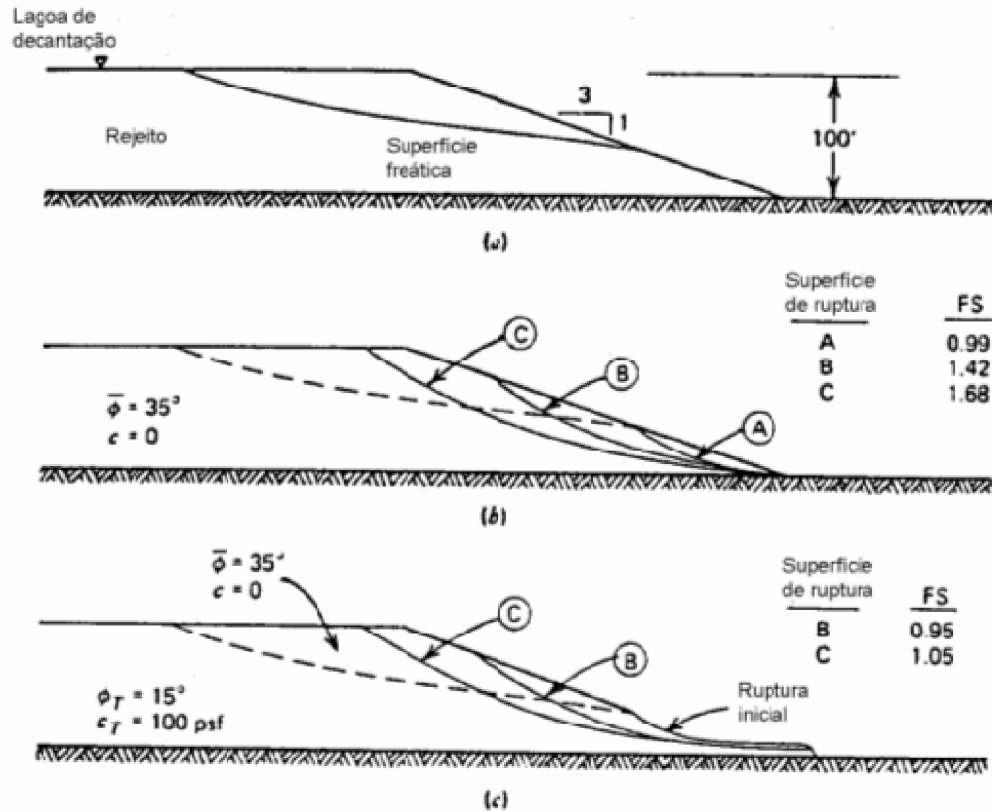 Lagoa de
decantação
3
1
100'
Rejeito
Superfície
freática
(a)
Superfície
de ruptura
FS
A
0.99
B
1.42
C
1.68
C
B
A
ϕ̅ = 35°
c = 0
(b)
ϕ̅ = 35°
c = 0
Superfície
de ruptura
FS
B
0.95
C
1.05
C
B
Ruptura
inicial
ϕT = 15°
cT = 100 psf
(c)